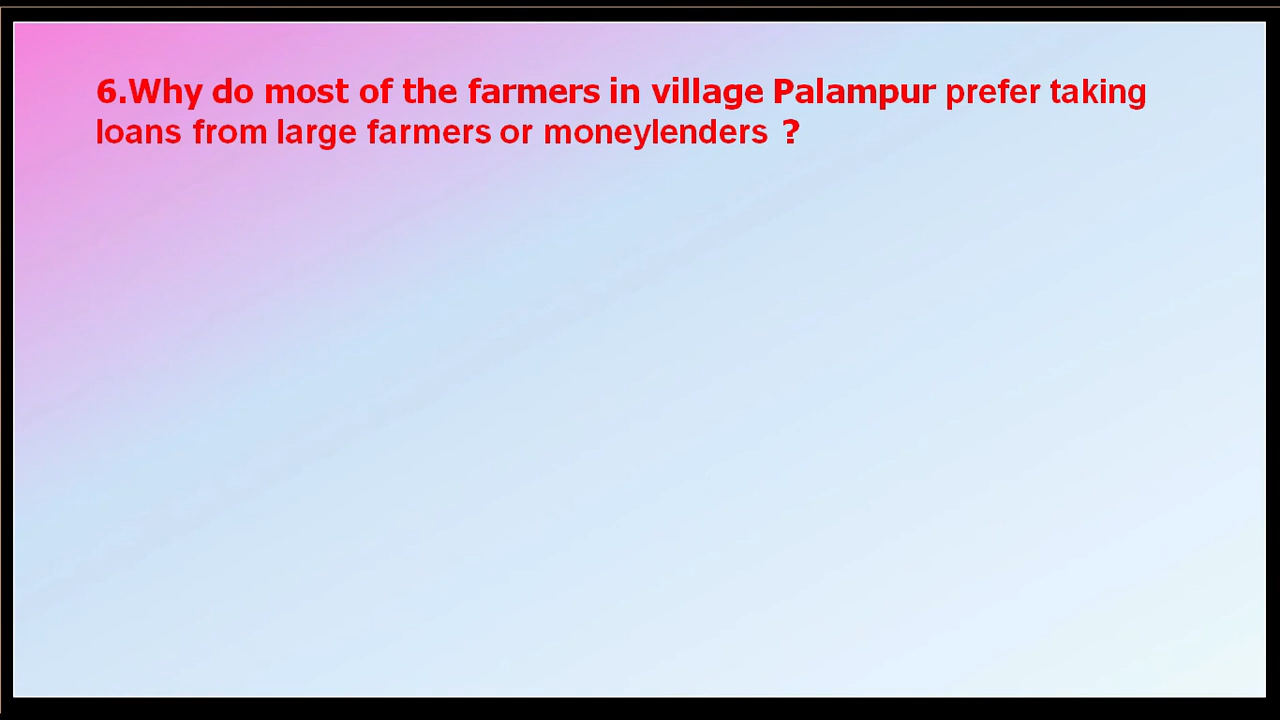 6.Why do most of the farmers in village Palampur prefer taking
loans from large farmers or moneylenders ?